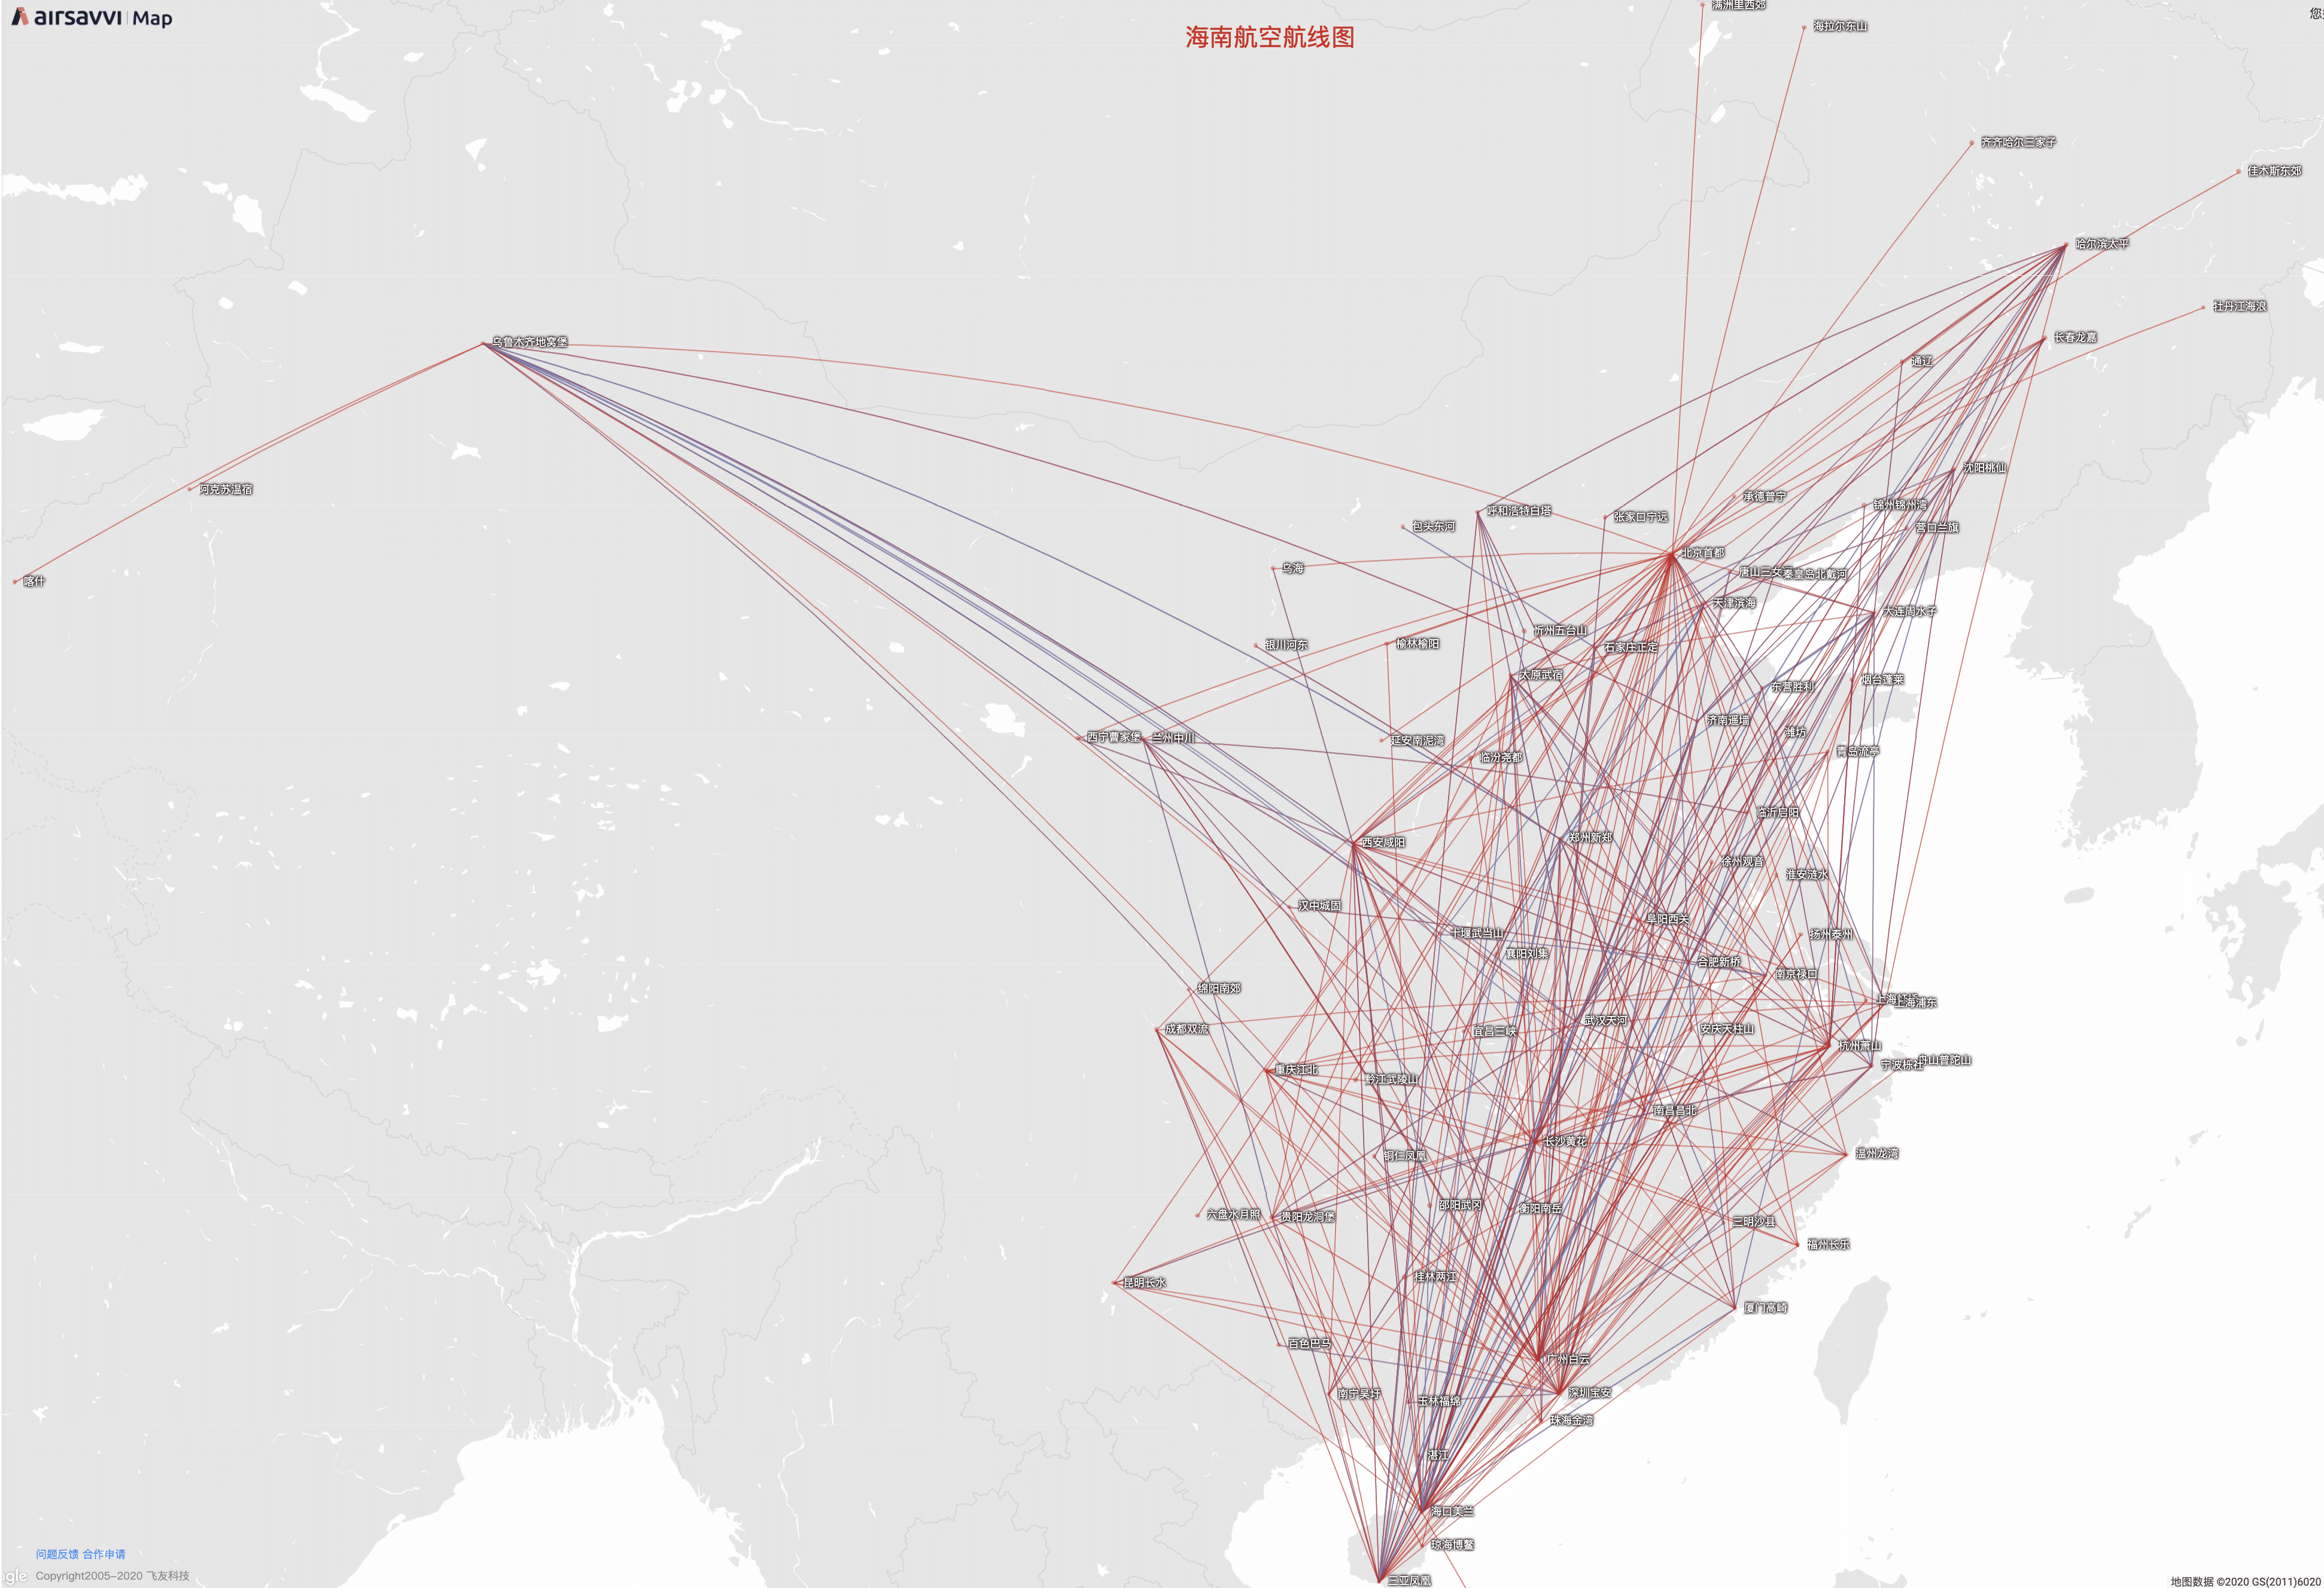 airsavvi | Map
海南航空航线图
您
满洲里西郊
海拉尔东山
齐齐哈尔三家子
佳木斯东郊
哈尔滨太平
牡丹江海浪
长春龙嘉
乌鲁木齐地窝堡
通辽
沈阳桃仙
阿克苏温宿
承德普宁
锦州锦州湾
呼和浩特白塔
张家口宁远
包头东河
营口兰旗
北京首都
乌海
唐山三女
秦皇岛北戴河
喀什
天津滨海
大连周水子
忻州五台山
银川河东
榆林榆阳
石家庄正定
太原武宿
烟台蓬莱
东营胜利
济南遥墙
潍坊
西宁曹家堡
兰州中川
延安南泥湾
青岛流亭
临汾尧都
临沂启阳
郑州新郑
西安咸阳
徐州观音
淮安涟水
汉中城固
阜阳西关
十堰武当山
扬州泰州
襄阳刘集
合肥新桥
南京禄口
绵阳南郊
上海
上海浦东
武汉天河
成都双流
宜昌三峡
安庆天柱山
杭州萧山
舟山普陀山
宁波栎社
重庆江北
黔江武陵山
南昌昌北
长沙黄花
温州龙湾
铜仁凤凰
邵阳武冈
衡阳南岳
六盘水月照
贵阳龙洞堡
三明沙县
福州长乐
桂林两江
昆明长水
厦门高崎
百色巴马
广州白云
南宁吴圩
深圳宝安
玉林福绵
珠海金湾
湛江
海口美兰
琼海博鳌
三亚凤凰
问题反馈 合作申请
ogle Copyright2005-2020 飞友科技
地图数据 ©2020 GS(2011)6020